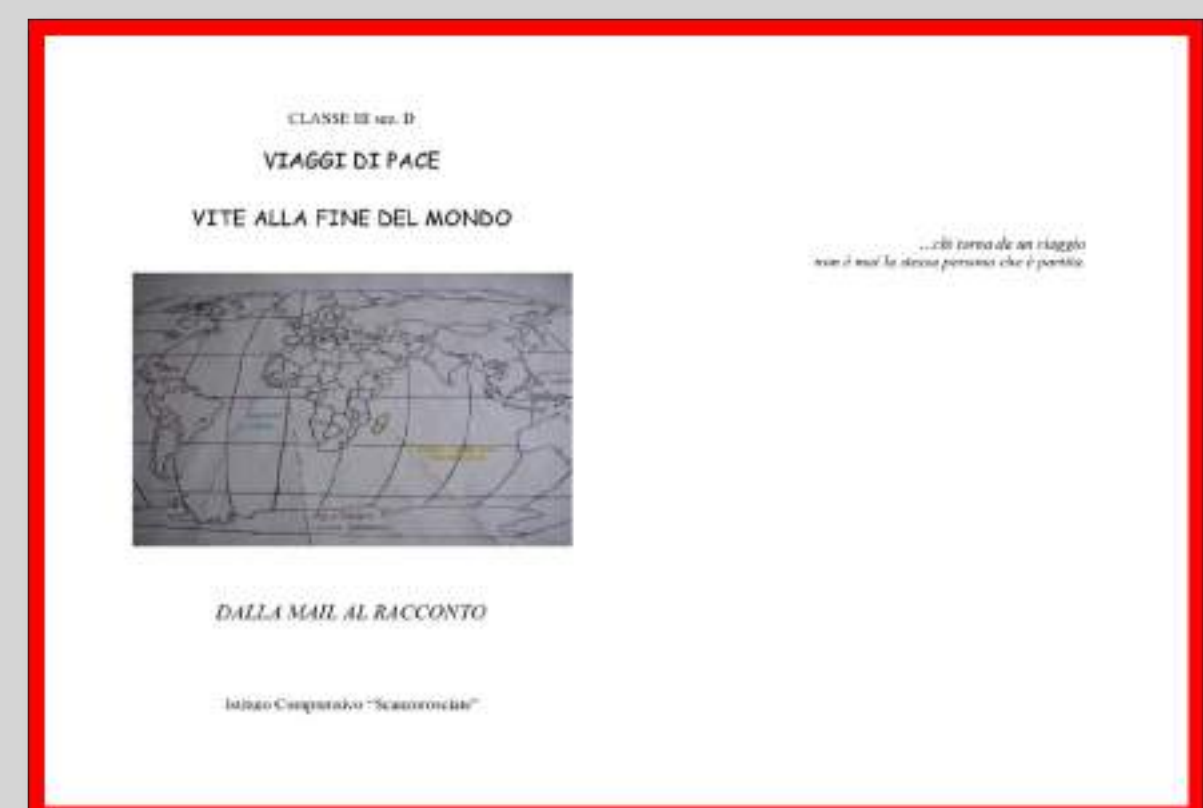 CLASSE III sez. D
VIAGGI DI PACE
VITE ALLA FINE DEL MONDO
DALLA MAIL AL RACCONTO
Istituto Comprensivo “Scanzorosciate”
...chi torna da un viaggio
non è mai la stessa persona che è partita.